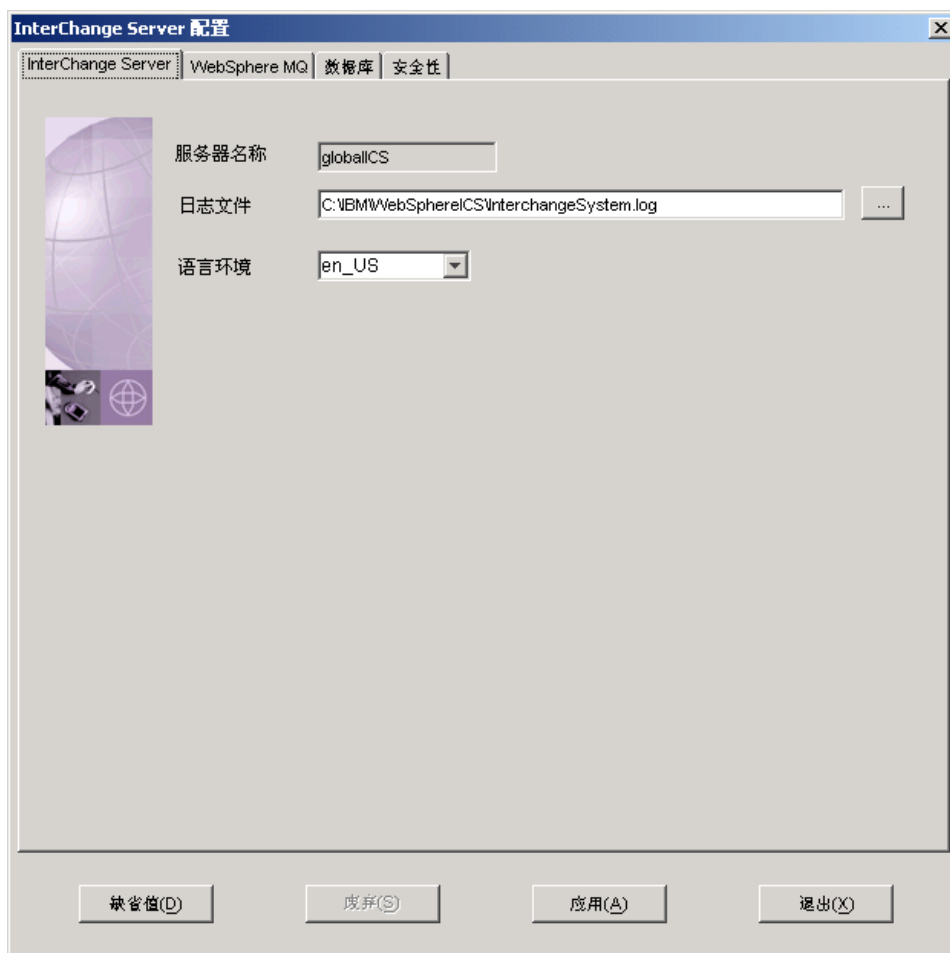 InterChange Server 配置
InterChange Server WebSphere MQ 数据库 安全性
服务器名称 globalICS
日志文件 C:\IBM\WebSphereICS\InterchangeSystem.log ...
语言环境 en_US
缺省值(D) 废弃(S) 应用(A) 退出(X)